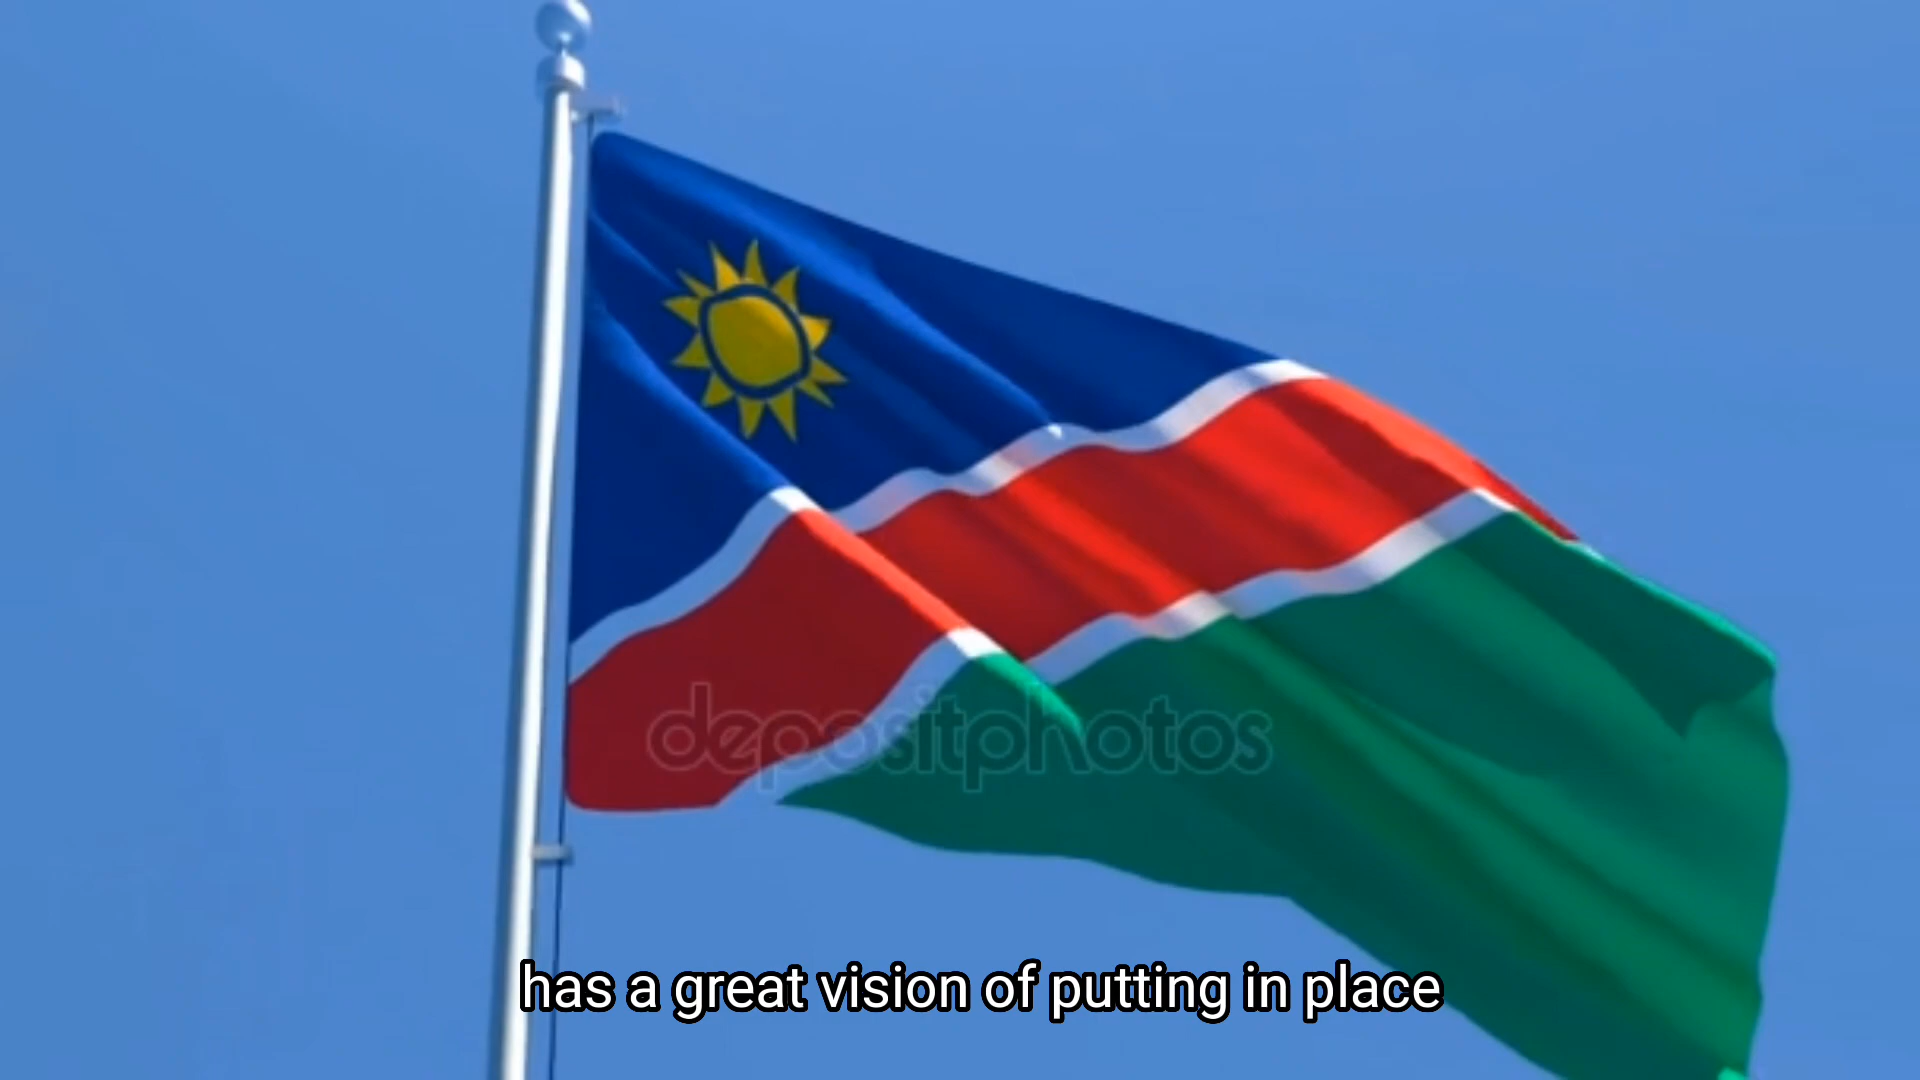 depositphotos
has a great vision of putting in place